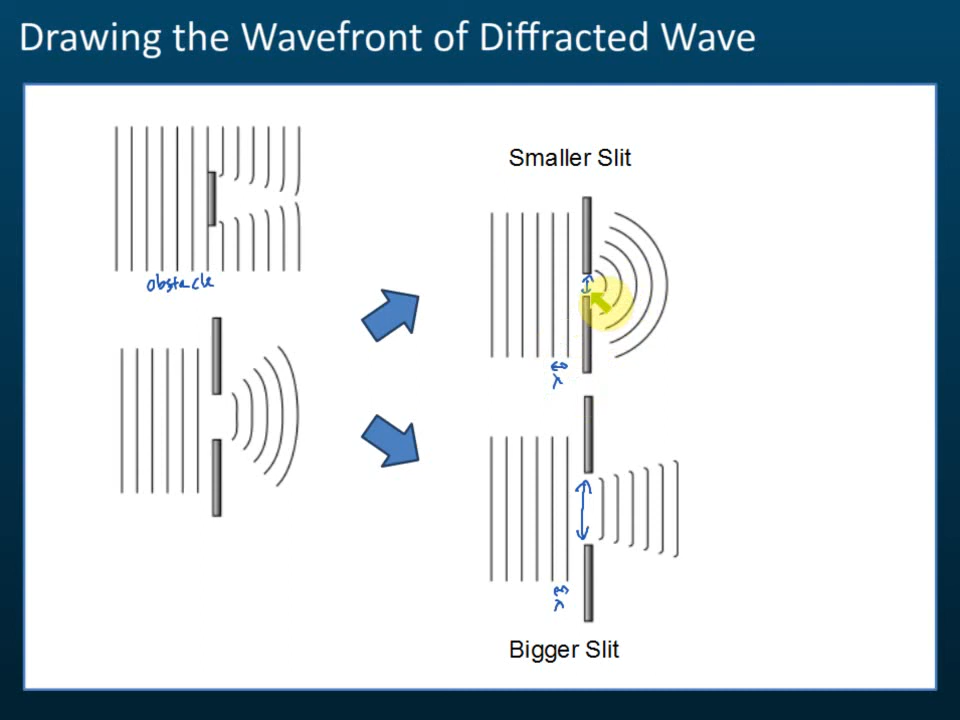 Drawing the Wavefront of Diffracted Wave
Smaller Slit
obstacle
λ
λ
Bigger Slit